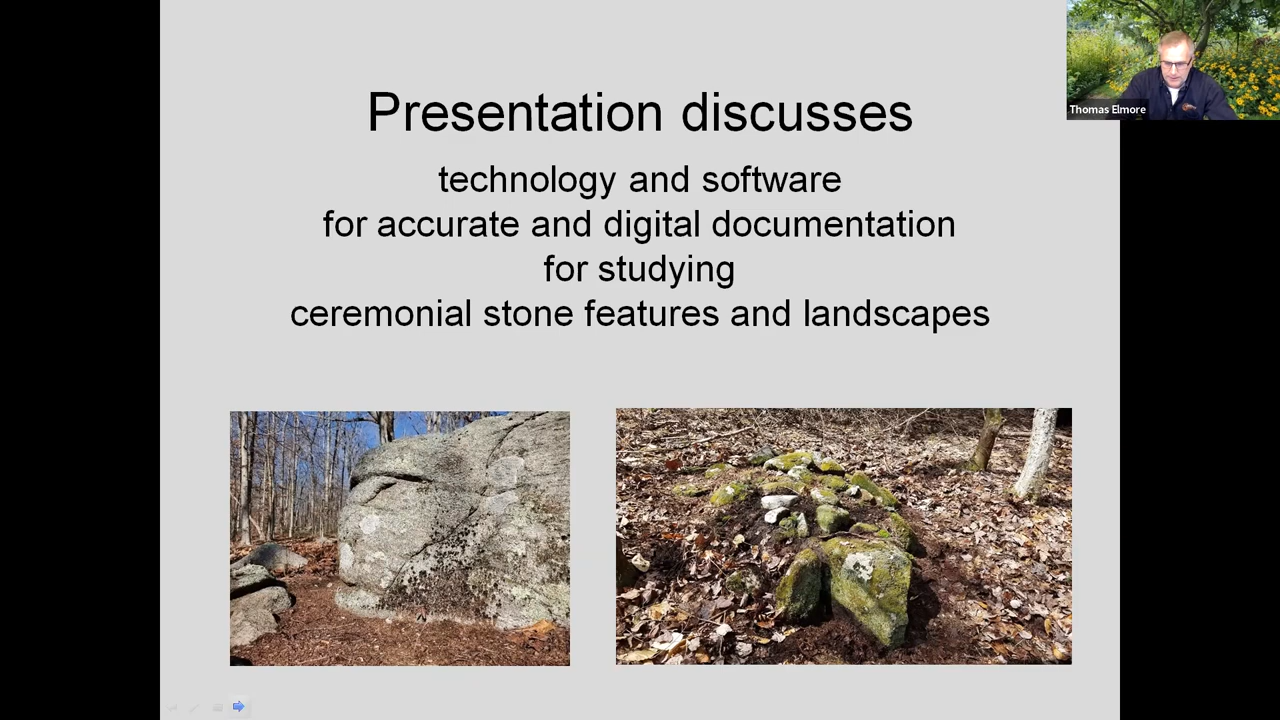 Presentation discusses
technology and software
for accurate and digital documentation
for studying
ceremonial stone features and landscapes
Thomas Elmore